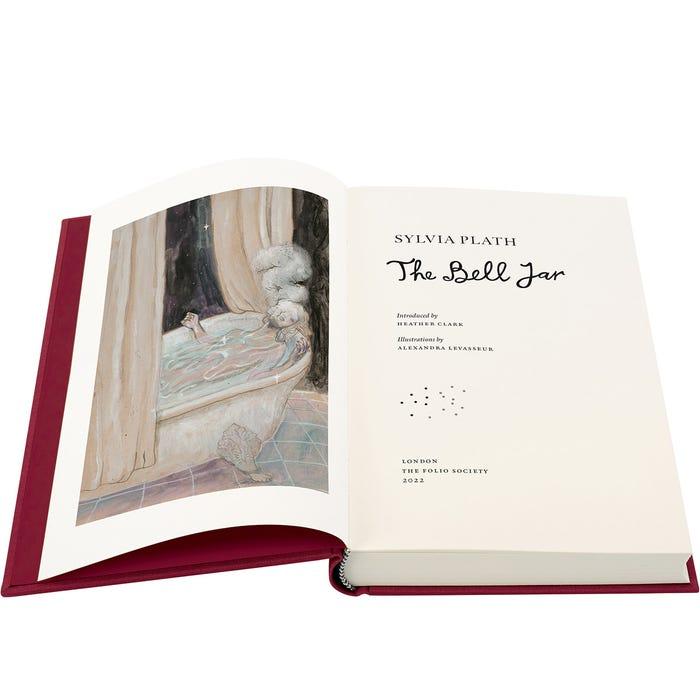 SYLVIA PLATH
The Bell Jar
Introduced by
HEATHER CLARK
Illustrations by
ALEXANDRA LEVASSEUR
LONDON
THE FOLIO SOCIETY
2022